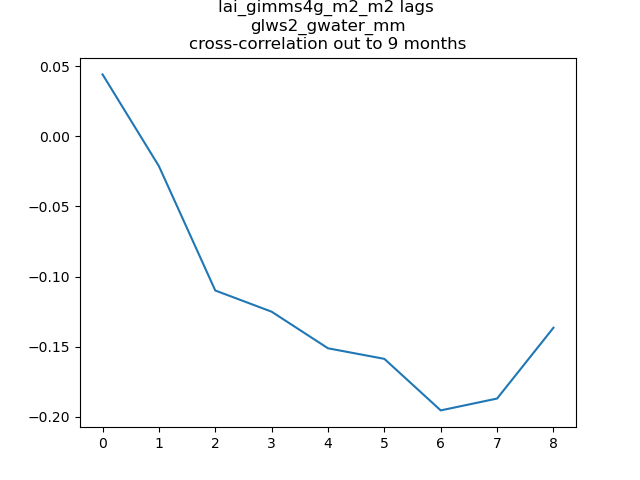 lai_gimms4g_m2_m2 lags
glws2_gwater_mm
cross-correlation out to 9 months
0.05
0.00
−0.05
−0.10
−0.15
−0.20
0 1 2 3 4 5 6 7 8